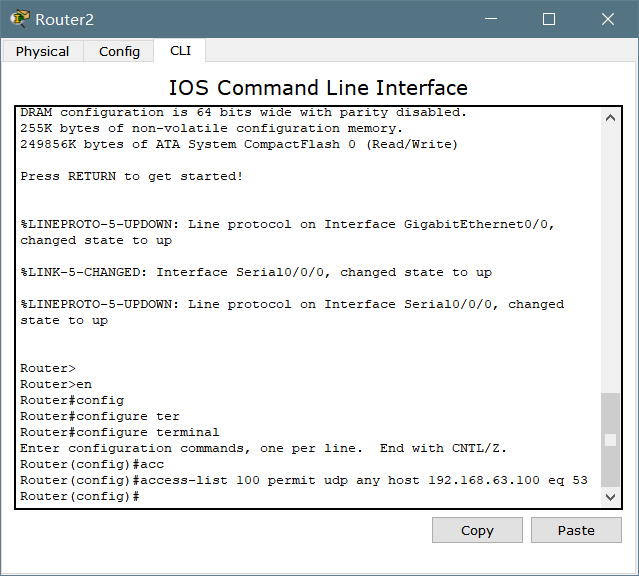 Router2
Physical Config CLI
IOS Command Line Interface
DRAM configuration is 64 bits wide with parity disabled.
255K bytes of non-volatile configuration memory.
249856K bytes of ATA System CompactFlash 0 (Read/Write)
Press RETURN to get started!
%LINEPROTO-5-UPDOWN: Line protocol on Interface GigabitEthernet0/0,
changed state to up
%LINK-5-CHANGED: Interface Serial0/0/0, changed state to up
%LINEPROTO-5-UPDOWN: Line protocol on Interface Serial0/0/0, changed
state to up
Router>
Router>en
Router#config
Router#configure ter
Router#configure terminal
Enter configuration commands, one per line.  End with CNTL/Z.
Router(config)#acc
Router(config)#access-list 100 permit udp any host 192.168.63.100 eq 53
Router(config)#
Copy Paste